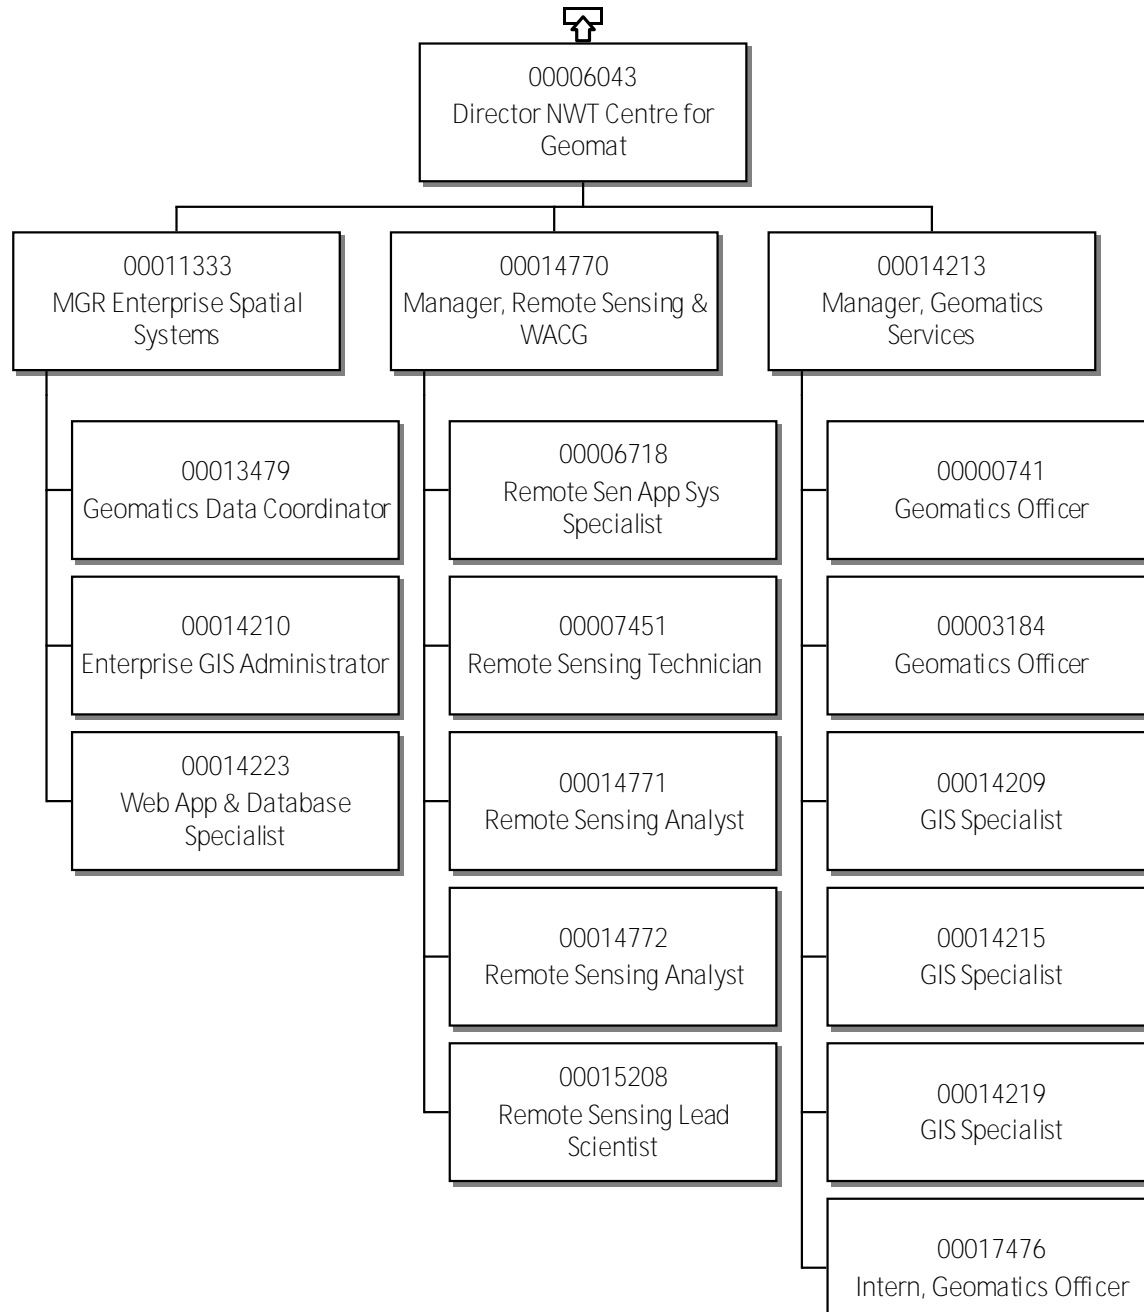 00006043
Director NWT Centre for
Geomat
00011333
MGR Enterprise Spatial
Systems
00014770
Manager, Remote Sensing &
WACG
00014213
Manager, Geomatics
Services
00013479
Geomatics Data Coordinator
00014210
Enterprise GIS Administrator
00014223
Web App & Database
Specialist
00006718
Remote Sen App Sys
Specialist
00007451
Remote Sensing Technician
00014771
Remote Sensing Analyst
00014772
Remote Sensing Analyst
00015208
Remote Sensing Lead
Scientist
00000741
Geomatics Officer
00003184
Geomatics Officer
00014209
GIS Specialist
00014215
GIS Specialist
00014219
GIS Specialist
00017476
Intern, Geomatics Officer